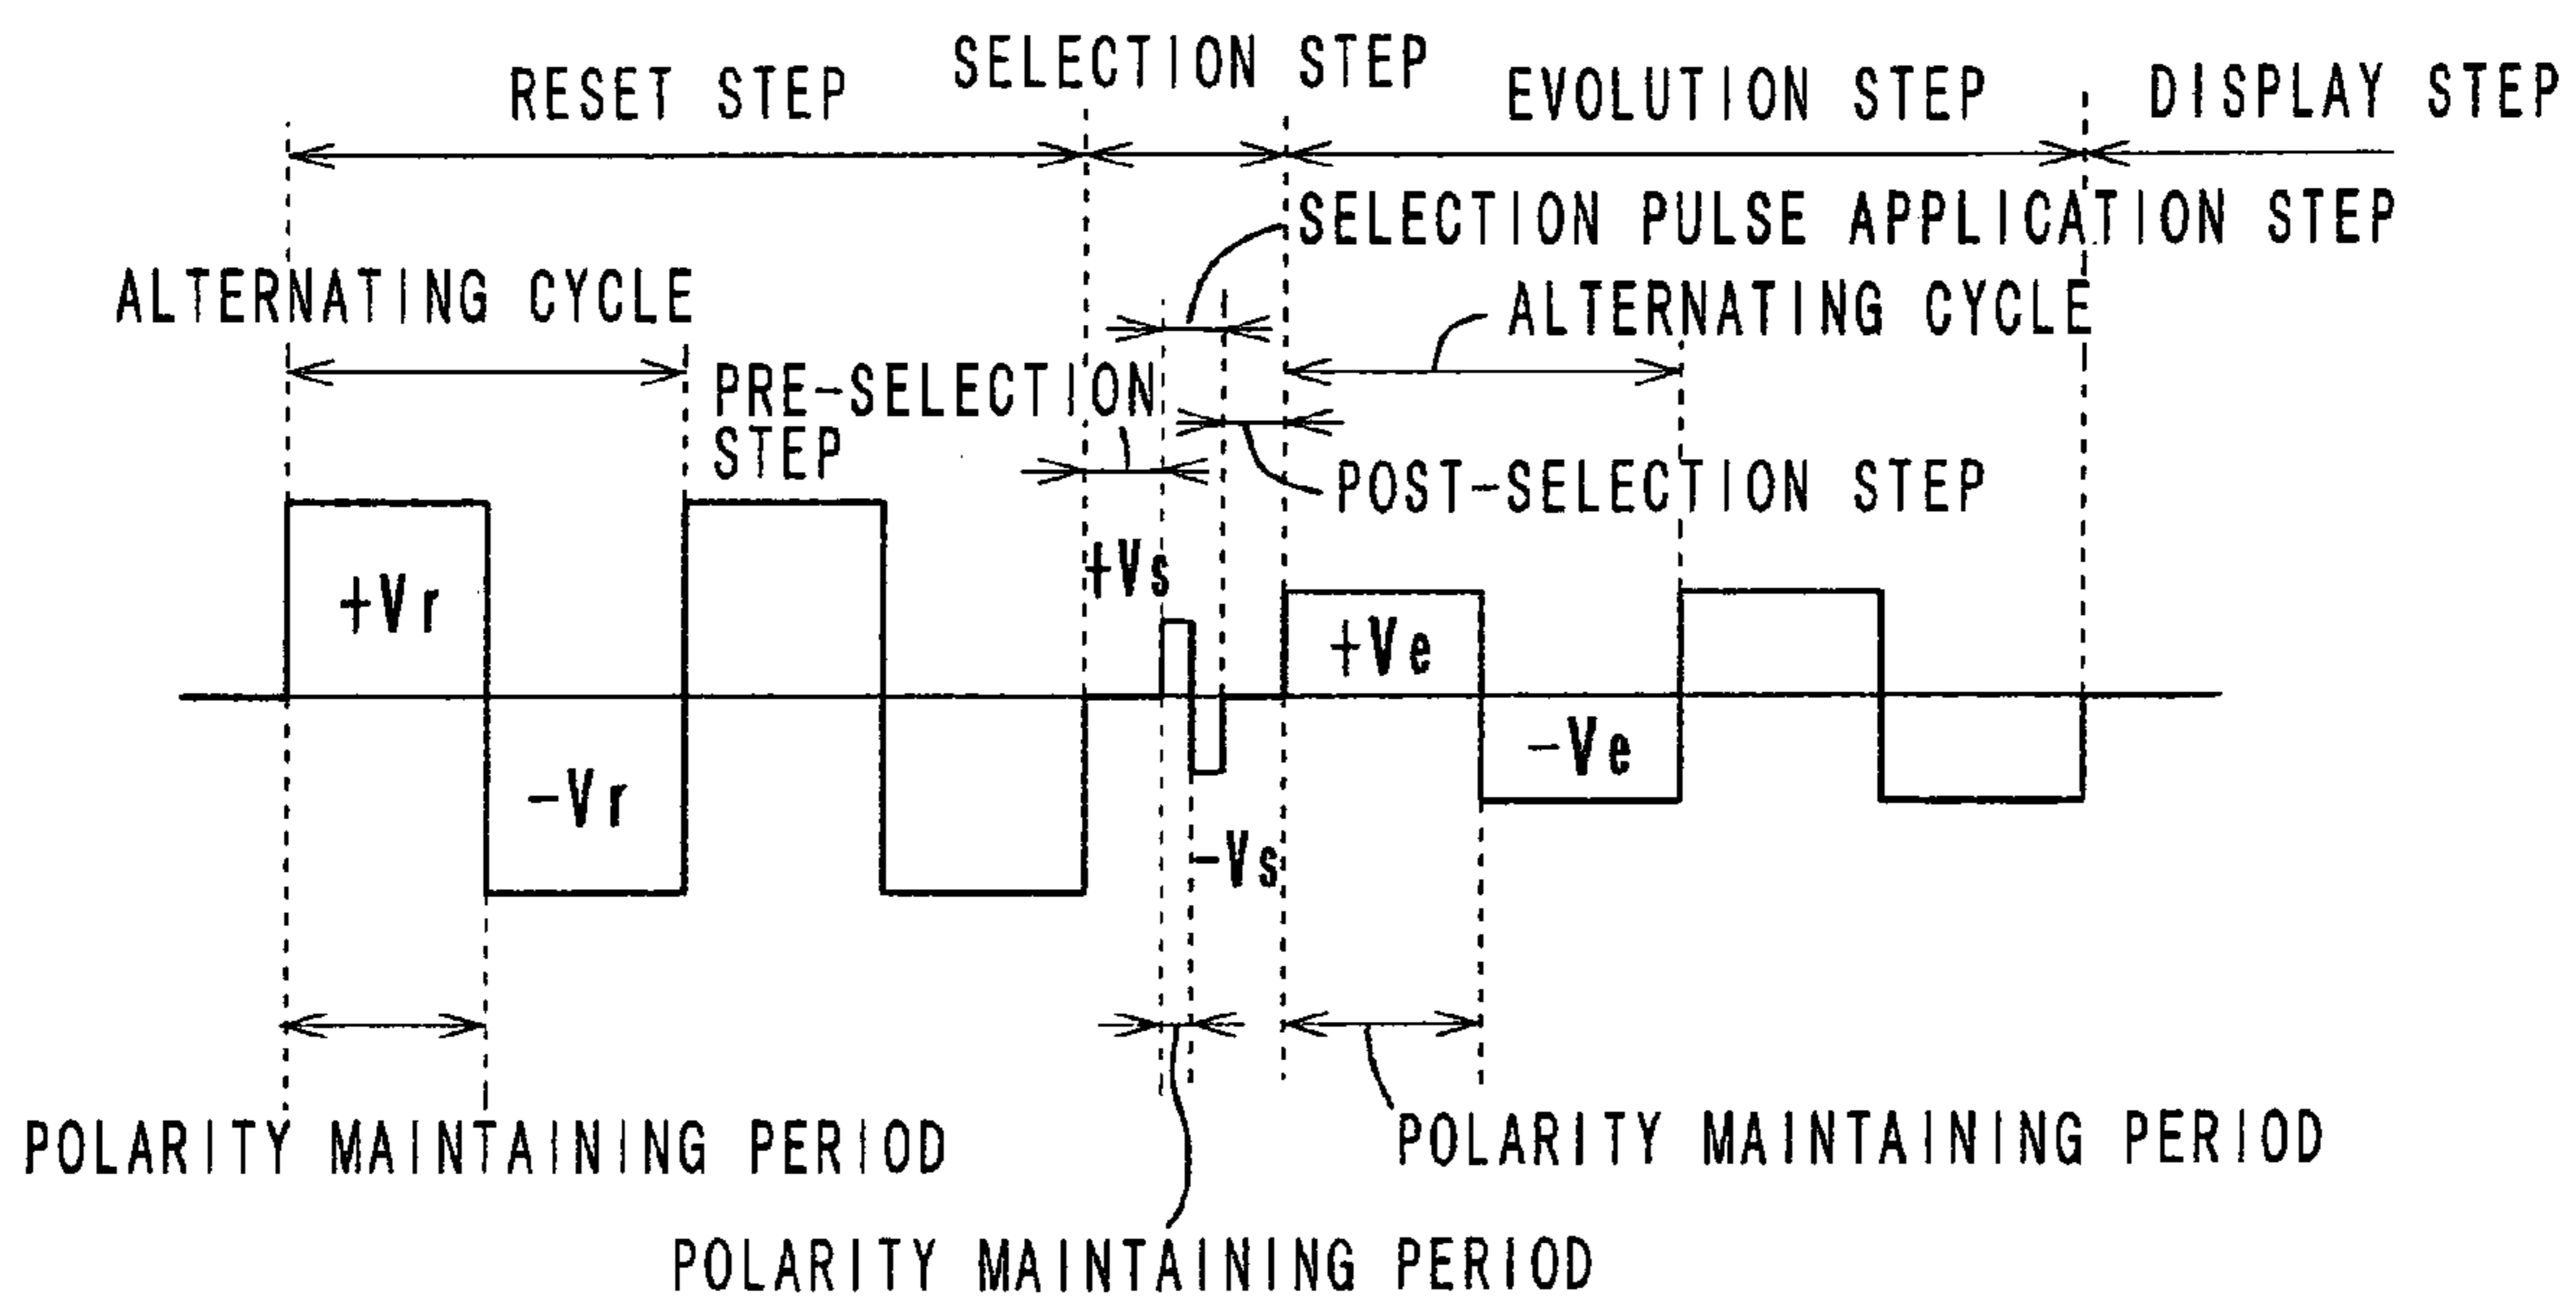 RESET STEP
SELECTION STEP
EVOLUTION STEP
DISPLAY STEP
SELECTION PULSE APPLICATION STEP
ALTERNATING CYCLE
ALTERNATING CYCLE
PRE-SELECTION
STEP
POST-SELECTION STEP
+Vs
+Vr
+Ve
-Ve
-Vr
-Vs
POLARITY MAINTAINING PERIOD
POLARITY MAINTAINING PERIOD
POLARITY MAINTAINING PERIOD